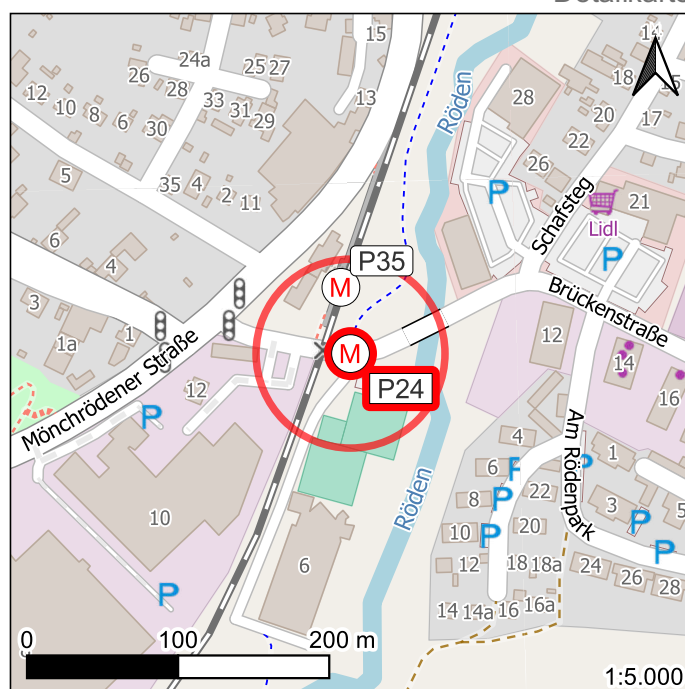 15
14
24a
26
25 27
28
12
33
10
31
8
6
30
29
13
28
18
15
20
22
17
26
5
35
4
2
11
Röden
P
Schafsteg
Lidl
21
P
6
4
P35
M
3
1
1a
Brückenstraße
12
14
16
M
P24
Mönchrödener Straße
12
P
10
P
6
Röden
4
6
8
10
12
14
14a
16
22
20
18
18a
16a
P
P
P
P
Am Rödenpark
1
3
5
P
P
24
26
28
0
100
200 m
1:5.000